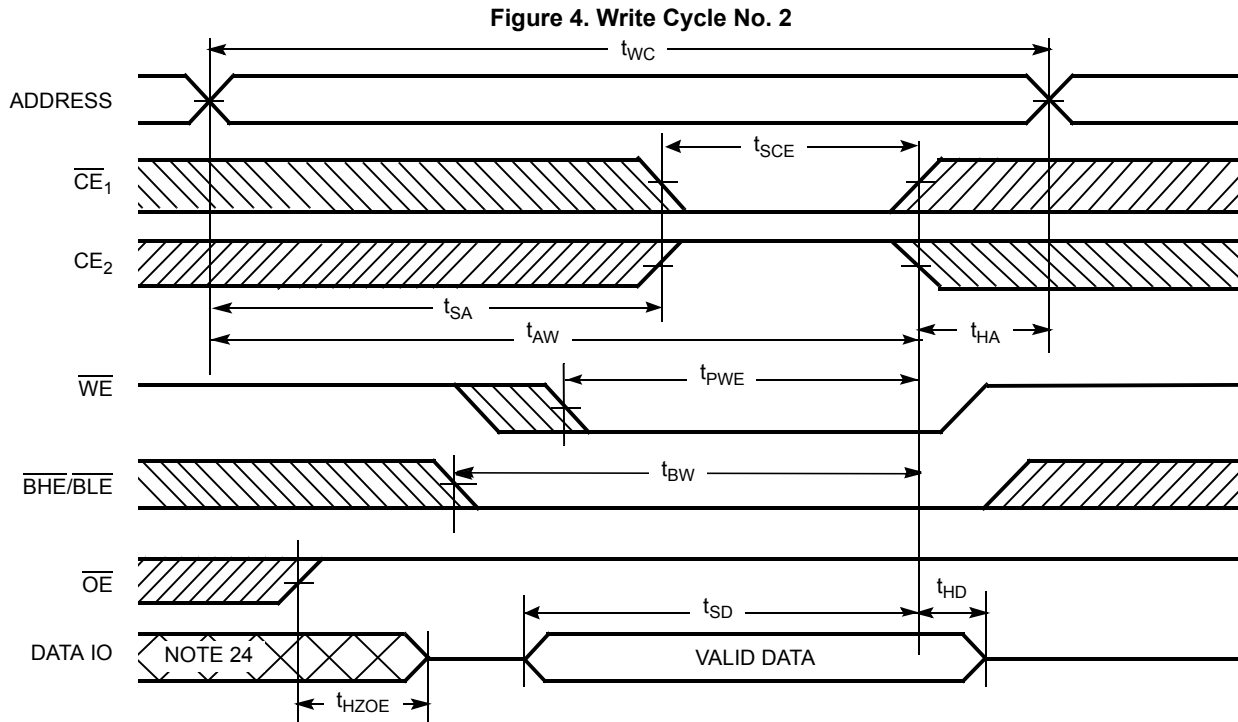 Figure 4. Write Cycle No. 2
tWC
ADDRESS
tSCE
CE1
CE2
tSA
tAW
tHA
tPWE
WE
tBW
BHE/BLE
OE
tHD
tSD
DATA IO
NOTE 24
VALID DATA
tHZOE